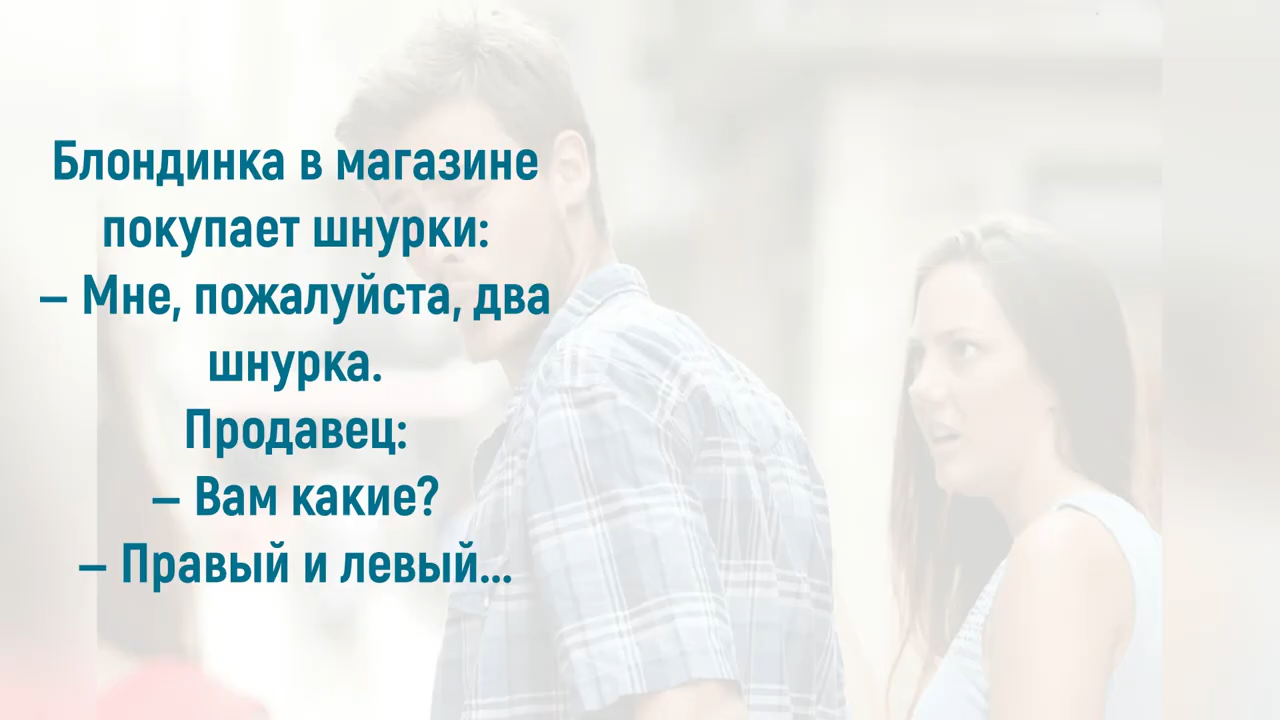 Блондинка в магазине
покупает шнурки:
– Мне, пожалуйста, два
шнурка.
Продавец:
– Вам какие?
– Правый и левый...